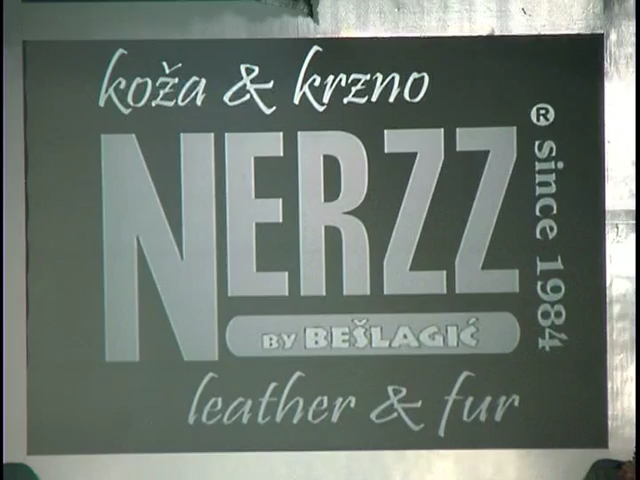 koža & krzno
NERZZ
BY BEŠLAGIĆ
leather & fur
® since 1984